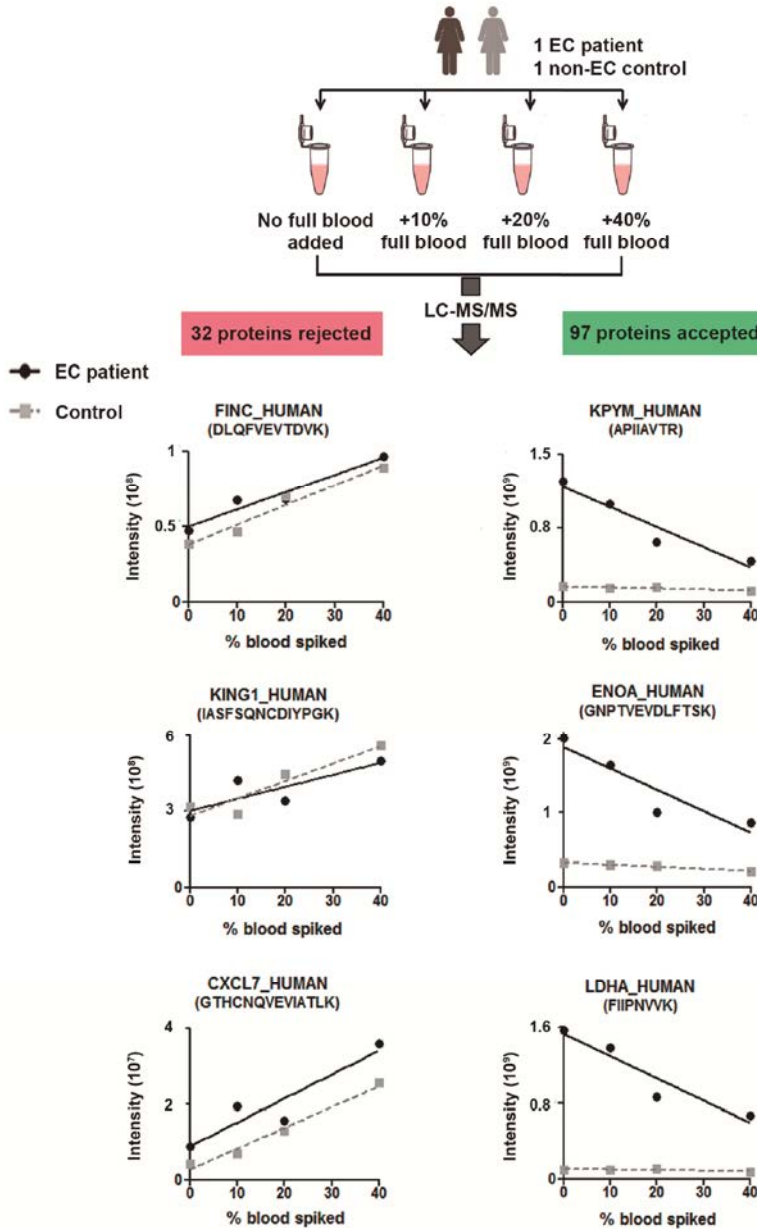 1 EC patient
1 non-EC control
No full blood added
+10% full blood
+20% full blood
+40% full blood
LC-MS/MS
32 proteins rejected
97 proteins accepted
EC patient
Control
FINC_HUMAN
(DLQFVEVTDVK)
Intensity (10⁸)
1
0.5
0
0 10 20 30 40
% blood spiked
KPYM_HUMAN
(APIIAVTR)
Intensity (10⁹)
1.5
0.8
0
0 10 20 30 40
% blood spiked
KING1_HUMAN
(IASFSQNCDIYPGK)
Intensity (10⁸)
6
3
0
0 10 20 30 40
% blood spiked
ENOA_HUMAN
(GNPTVEVDLFTSK)
Intensity (10⁹)
2
1
0
0 10 20 30 40
% blood spiked
CXCL7_HUMAN
(GTHCNQVEVIATLK)
Intensity (10⁷)
4
2
0
0 10 20 30 40
% blood spiked
LDHA_HUMAN
(FIIPNVVK)
Intensity (10⁹)
1.6
0.8
0
0 10 20 30 40
% blood spiked